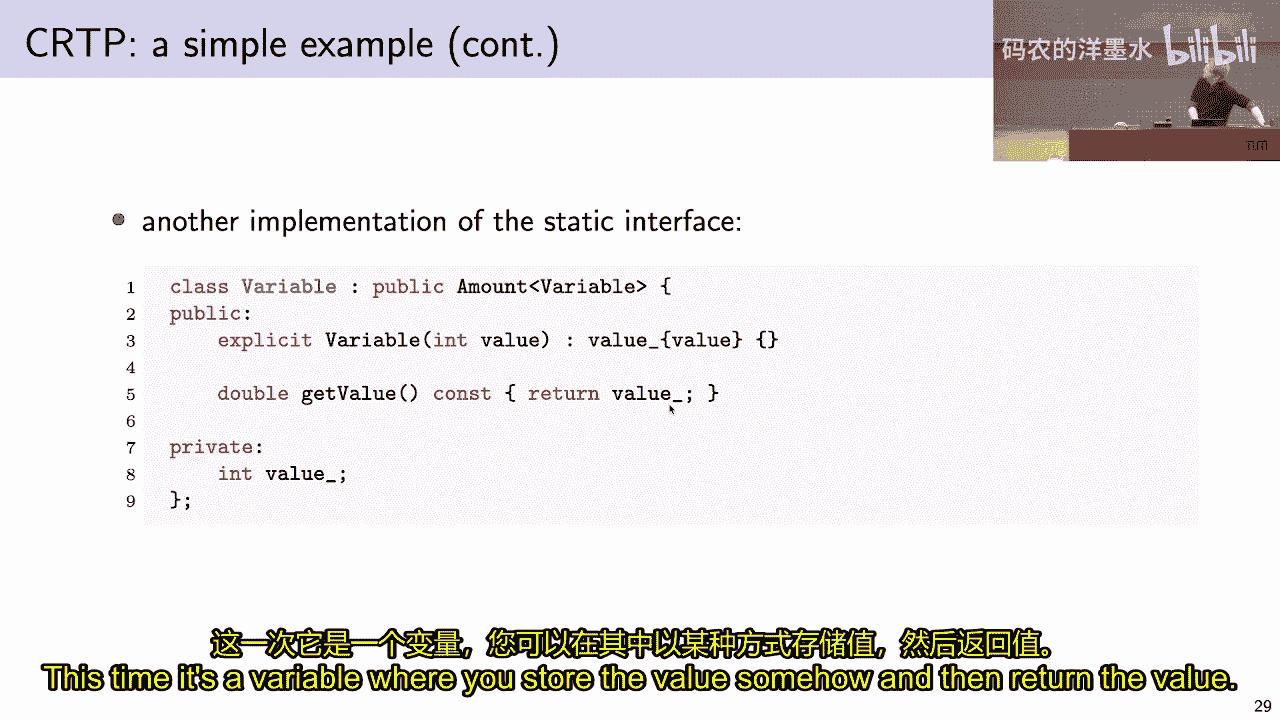 CRTP: a simple example (cont.)
码农的洋墨水 bilibili
another implementation of the static interface:
1 class Variable : public Amount<Variable> {
2 public:
3 explicit Variable(int value) : value_{value} {}
4
5 double getValue() const { return value_; }
6
7 private:
8 int value_;
9 };
这一次它是一个变量，您可以在其中以某种方式存储值，然后返回值。
This time it's a variable where you store the value somehow and then return the value.
29